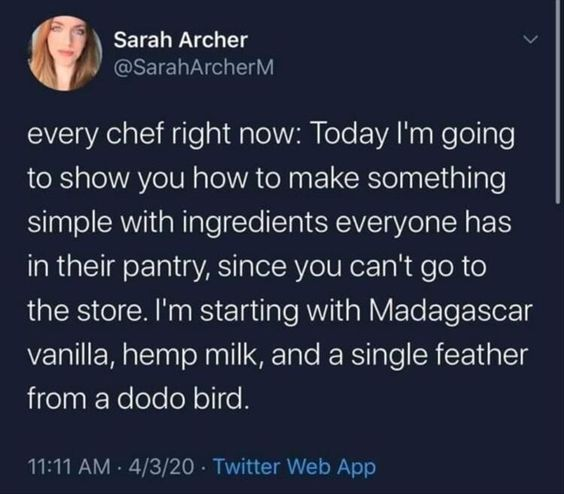 Sarah Archer
@SarahArcherM
every chef right now: Today I'm going
to show you how to make something
simple with ingredients everyone has
in their pantry, since you can't go to
the store. I'm starting with Madagascar
vanilla, hemp milk, and a single feather
from a dodo bird.
11:11 AM · 4/3/20 · Twitter Web App